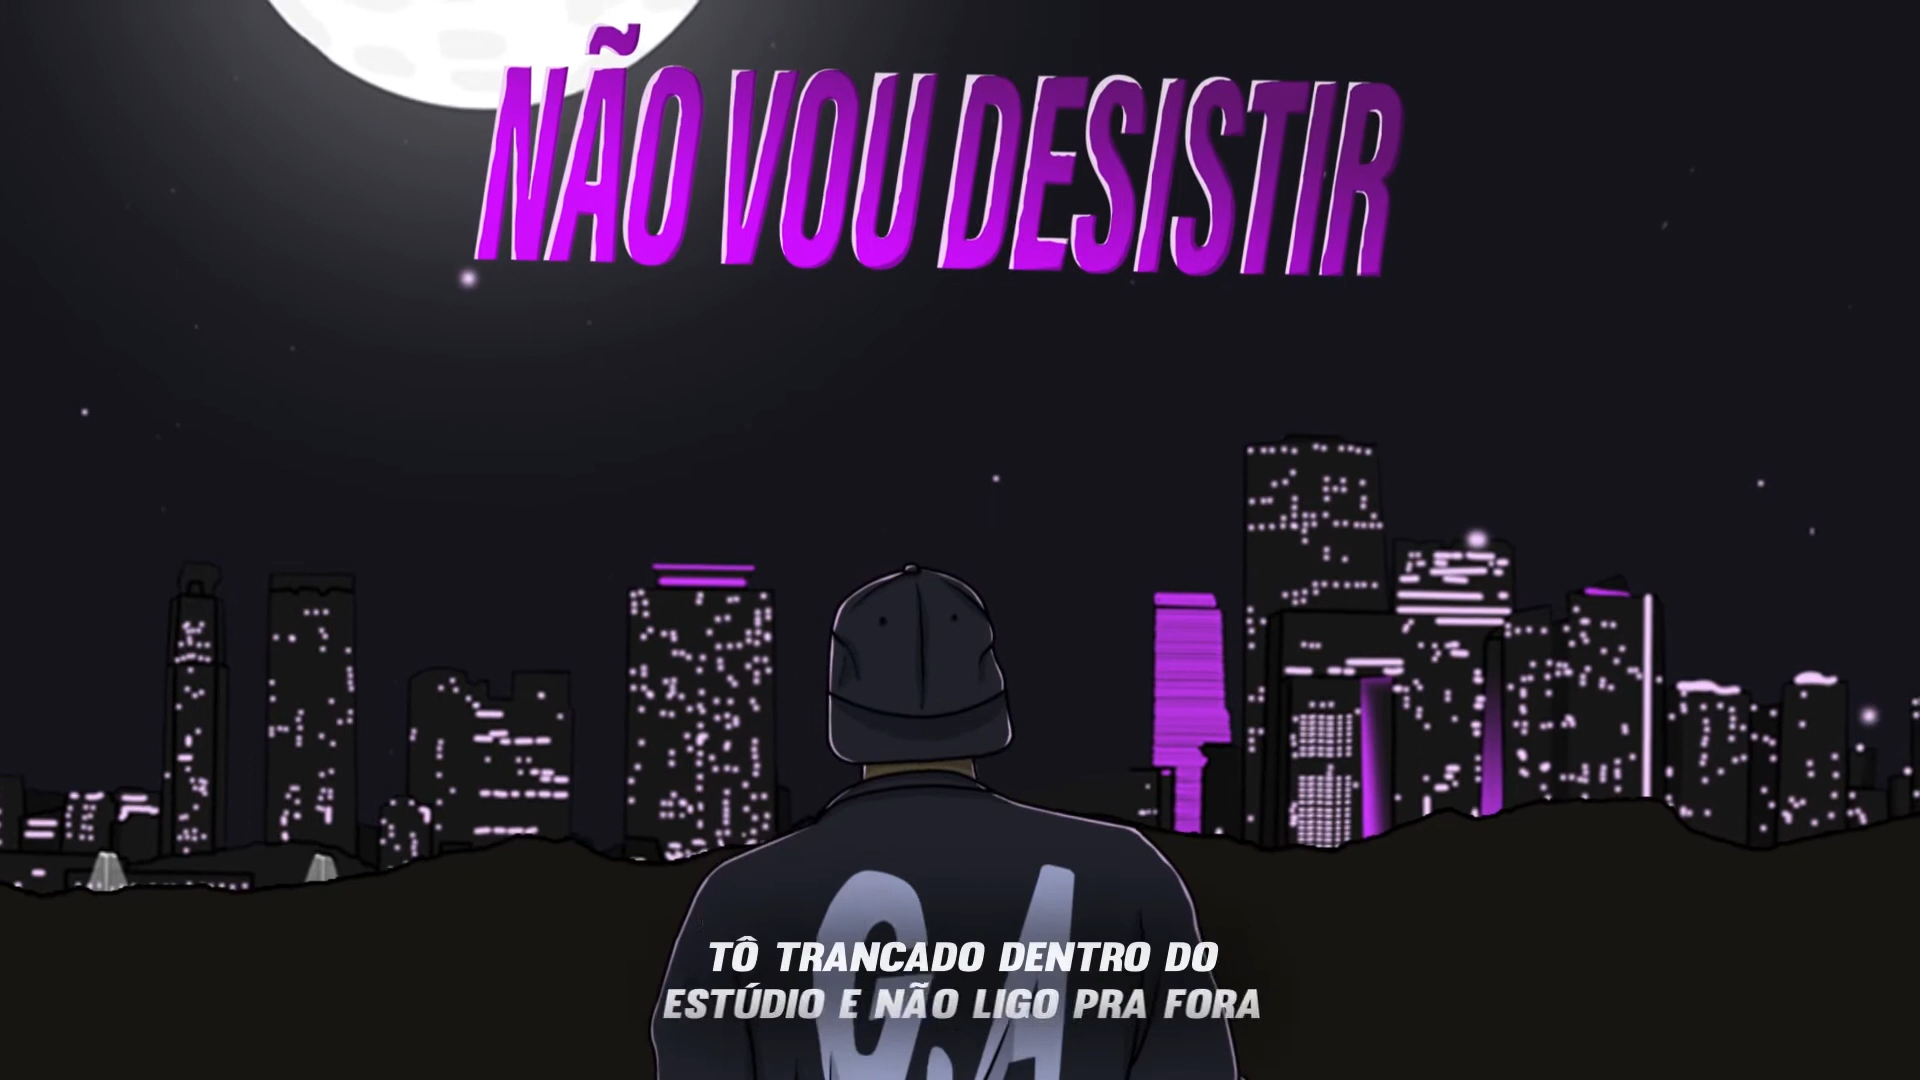 NÃO VOU DESISTIR
G.A
TÔ TRANCADO DENTRO DO
ESTÚDIO E NÃO LIGO PRA FORA